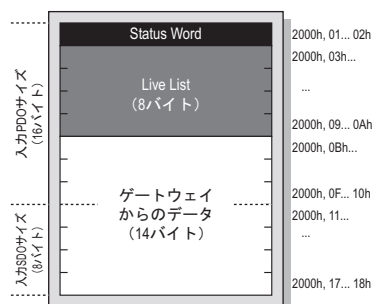 Status Word
Live List
(8バイト)
ゲートウェイ
からのデータ
(14バイト)
入力PDOサイズ
(16バイト)
入力SDOサイズ
(8バイト)
2000h, 01... 02h
2000h, 03h...
...
2000h, 09... 0Ah
2000h, 0Bh...
2000h, 0F... 10h
2000h, 11...
...
2000h, 17... 18h